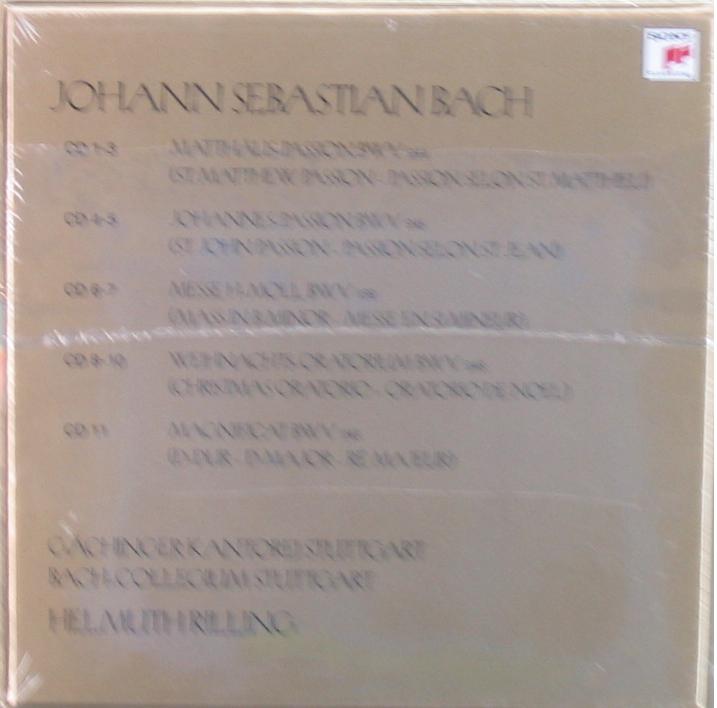 SONY
JOHANN SEBASTIAN BACH
CD 1-3 MATTHÄUS-PASSION BWV
(ST. MATTHEW PASSION - PASSION SELON ST. MATTHIEU)
CD 4-5 JOHANNES-PASSION BWV
(ST. JOHN PASSION - PASSION SELON ST. JEAN)
CD 6-7 MESSE H-MOLL BWV
(MASS IN B MINOR - MESSE EN SI MINEUR)
CD 8-10 WEIHNACHTS-ORATORIUM BWV
(CHRISTMAS ORATORIO - ORATORIO DE NOEL)
CD 11 MAGNIFICAT BWV
(D-DUR - D MAJOR - RE MAJEUR)
GÄCHINGER KANTOREI STUTTGART
BACH-COLLEGIUM STUTTGART
HELMUTH RILLING